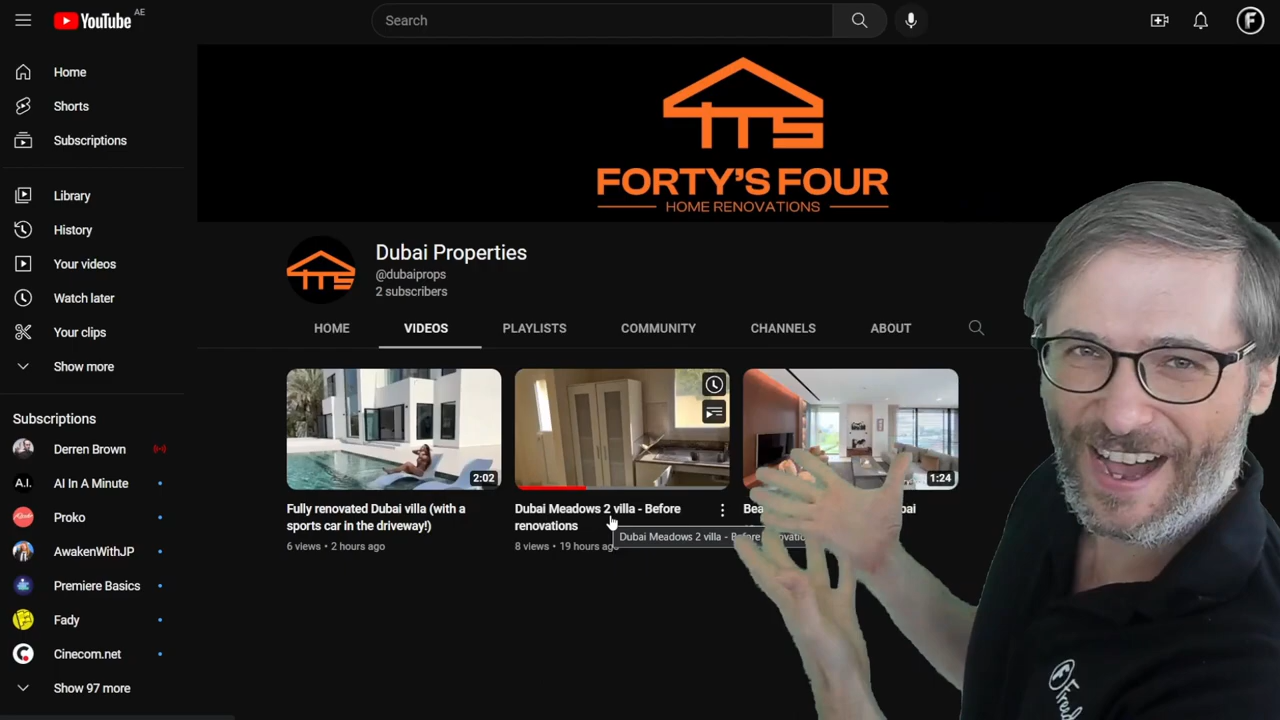 YouTube
AE
Search
Home
Shorts
Subscriptions
Library
History
Your videos
Watch later
Your clips
Show more
Subscriptions
Derren Brown
AI In A Minute
Proko
AwakenWithJP
Premiere Basics
Fady
Cinecom.net
Show 97 more
FORTY'S FOUR
HOME RENOVATIONS
Dubai Properties
@dubaiprops
2 subscribers
HOME
VIDEOS
PLAYLISTS
COMMUNITY
CHANNELS
ABOUT
2:02
Fully renovated Dubai villa (with a
sports car in the driveway!)
6 views • 2 hours ago
Dubai Meadows 2 villa - Before
renovations
8 views • 19 hours ago
Dubai Meadows 2 villa - Before
1:24
A.I.